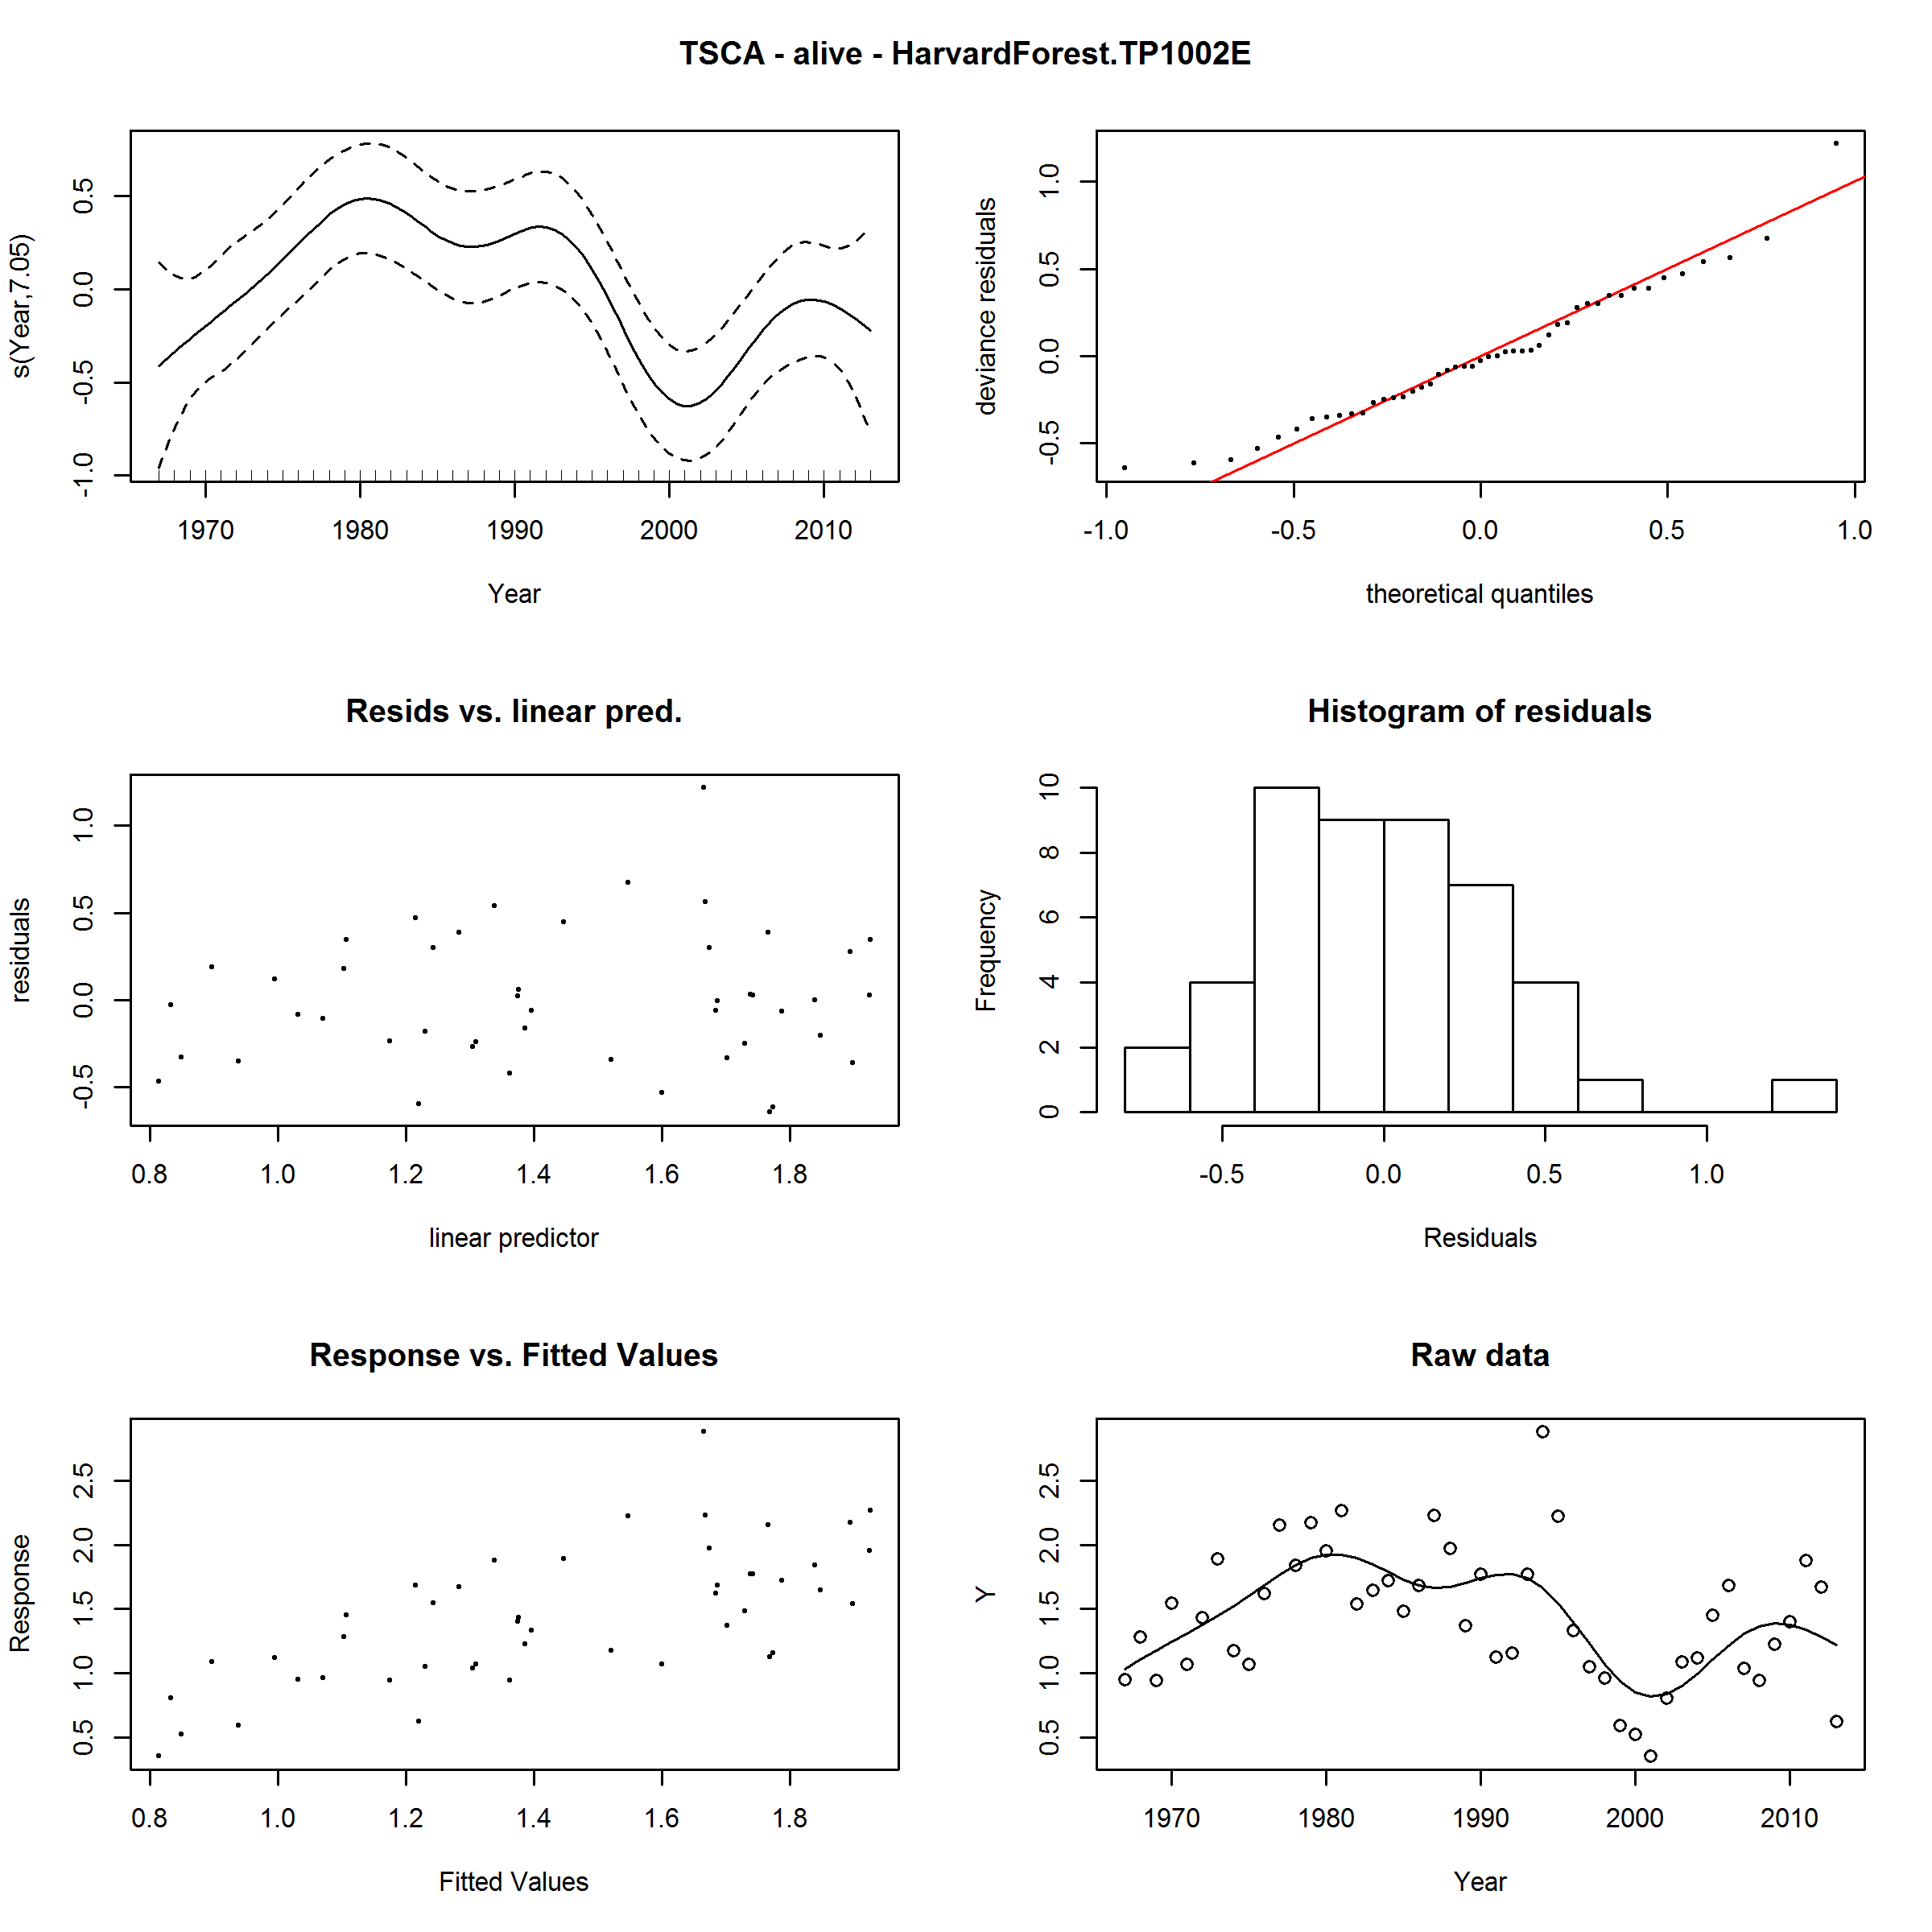 TSCA - alive - HarvardForest.TP1002E
s(Year,7.05)
0.5
0.0
-0.5
-1.0
1970 1980 1990 2000 2010
Year
deviance residuals
1.0
0.5
0.0
-0.5
-1.0 -0.5 0.0 0.5 1.0
theoretical quantiles
Resids vs. linear pred.
residuals
1.0
0.5
0.0
-0.5
0.8 1.0 1.2 1.4 1.6 1.8
linear predictor
Histogram of residuals
Frequency
10
8
6
4
2
0
-0.5 0.0 0.5 1.0
Residuals
Response vs. Fitted Values
Response
2.5
2.0
1.5
1.0
0.5
0.8 1.0 1.2 1.4 1.6 1.8
Fitted Values
Raw data
Y
2.5
2.0
1.5
1.0
0.5
1970 1980 1990 2000 2010
Year